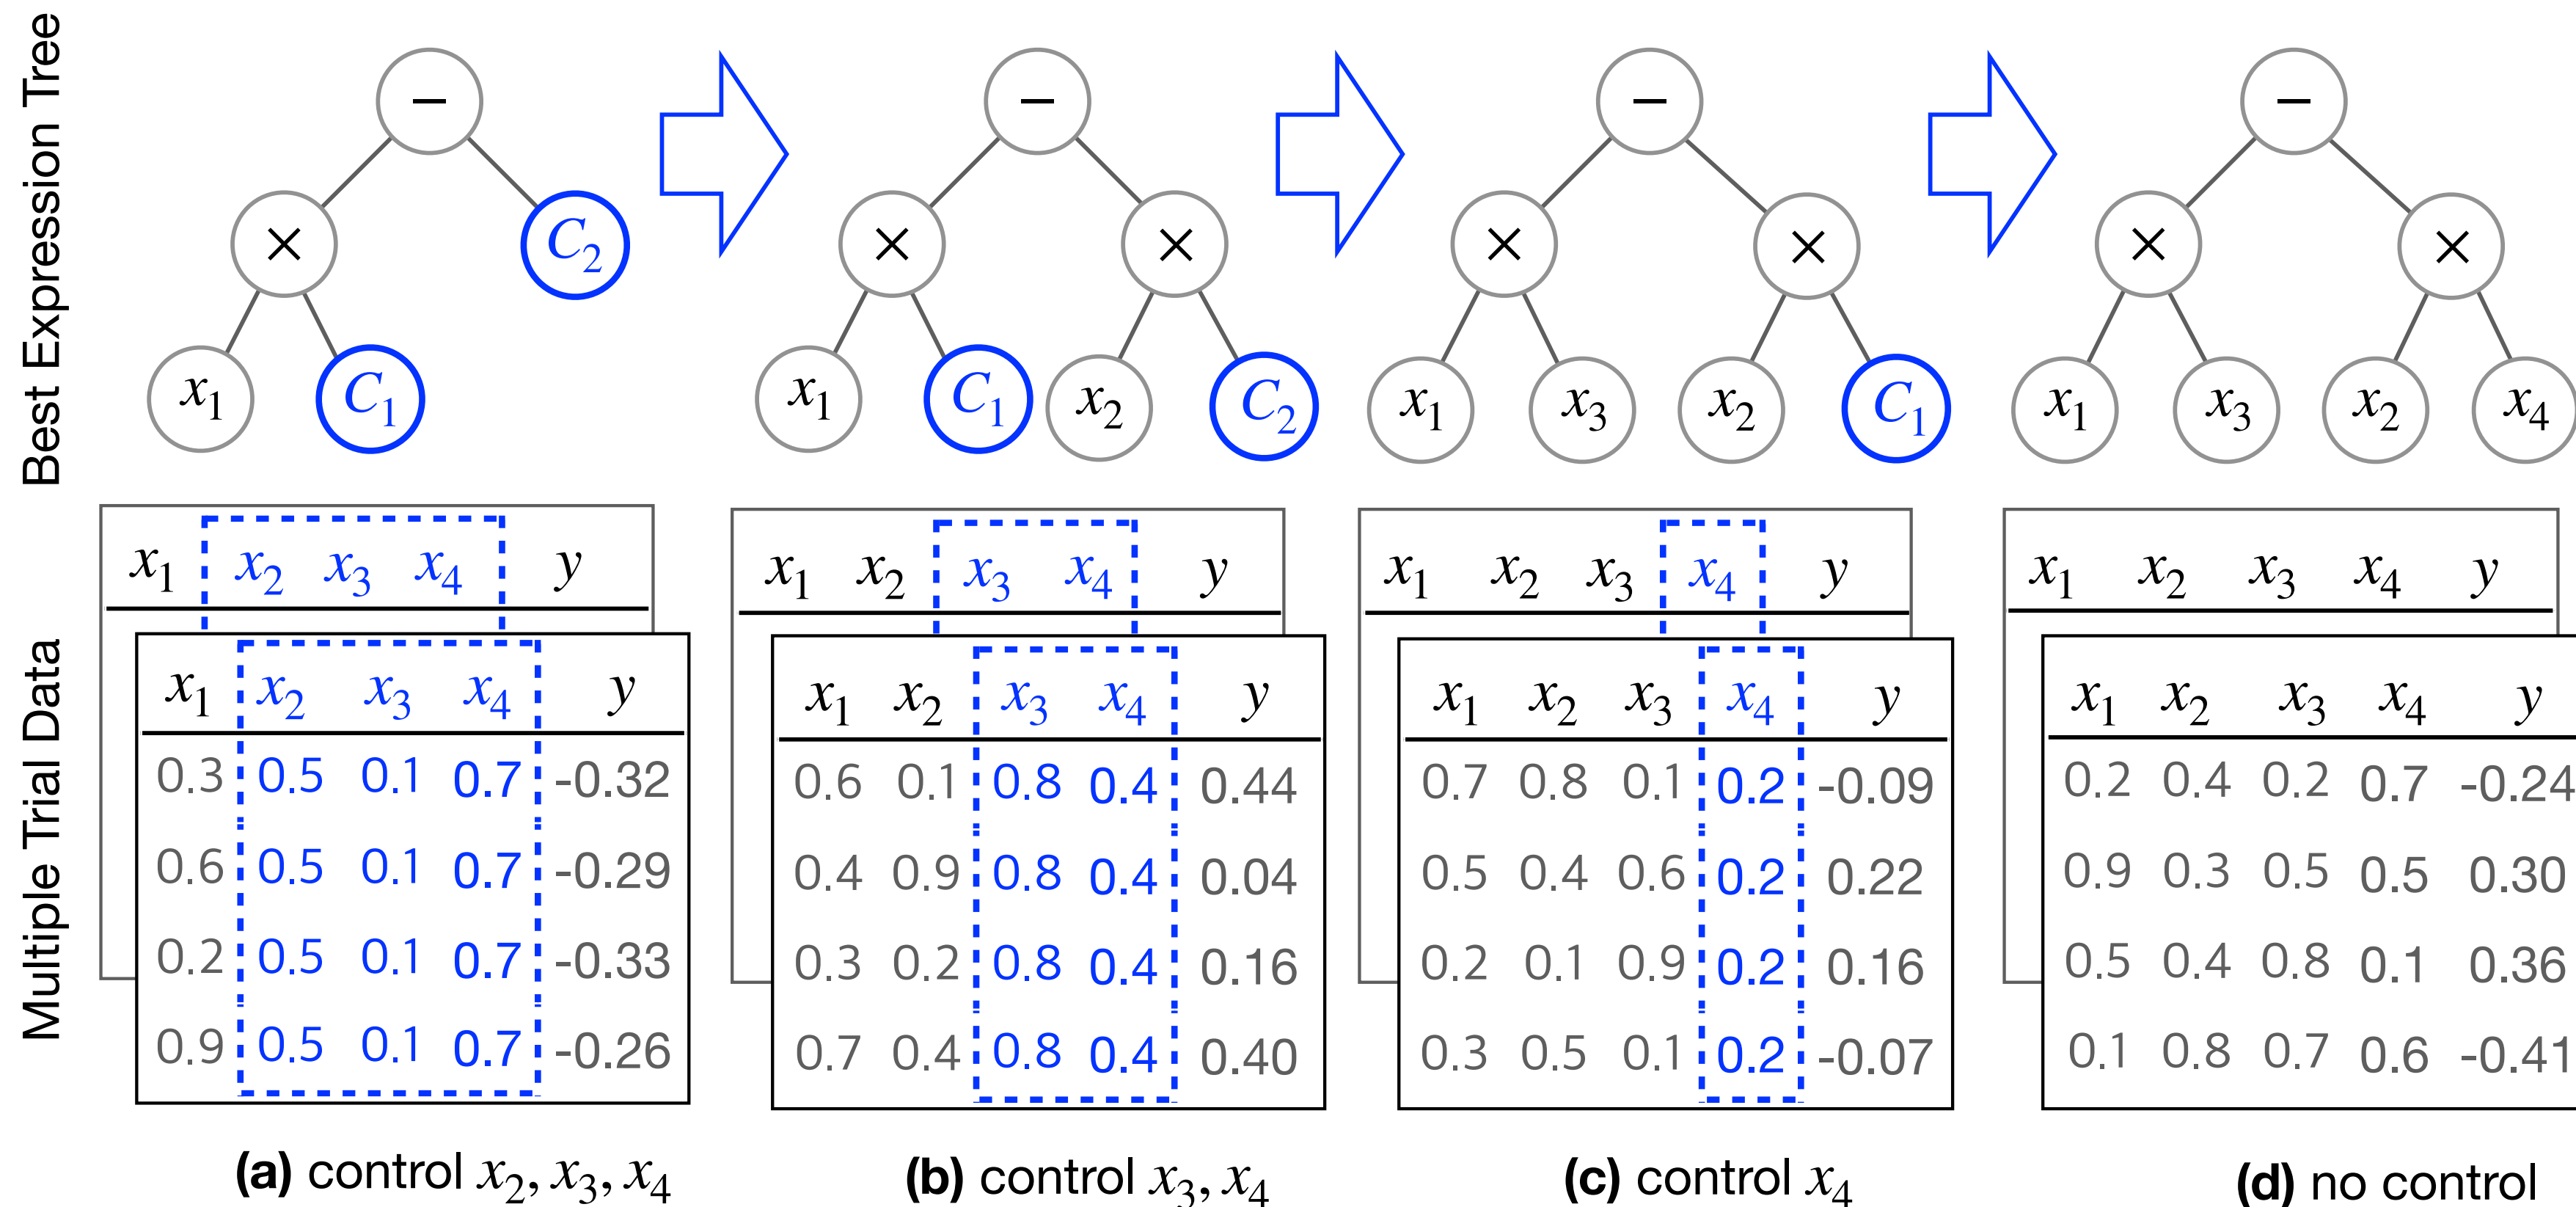 Best Expression Tree
− − − −
× C₂ × × × × × ×
x₁ C₁ x₁ C₁ x₂ C₂ x₁ x₃ x₂ C₁ x₁ x₃ x₂ x₄
Multiple Trial Data
x₁ x₂ x₃ x₄ y
x₁ x₂ x₃ x₄ y
0.3 0.5 0.1 0.7 -0.32
0.6 0.5 0.1 0.7 -0.29
0.2 0.5 0.1 0.7 -0.33
0.9 0.5 0.1 0.7 -0.26
(a) control x₂, x₃, x₄
x₁ x₂ x₃ x₄ y
x₁ x₂ x₃ x₄ y
0.6 0.1 0.8 0.4 0.44
0.4 0.9 0.8 0.4 0.04
0.3 0.2 0.8 0.4 0.16
0.7 0.4 0.8 0.4 0.40
(b) control x₃, x₄
x₁ x₂ x₃ x₄ y
x₁ x₂ x₃ x₄ y
0.7 0.8 0.1 0.2 -0.09
0.5 0.4 0.6 0.2 0.22
0.2 0.1 0.9 0.2 0.16
0.3 0.5 0.1 0.2 -0.07
(c) control x₄
x₁ x₂ x₃ x₄ y
x₁ x₂ x₃ x₄ y
0.2 0.4 0.2 0.7 -0.24
0.9 0.3 0.5 0.5 0.30
0.5 0.4 0.8 0.1 0.36
0.1 0.8 0.7 0.6 -0.41
(d) no control